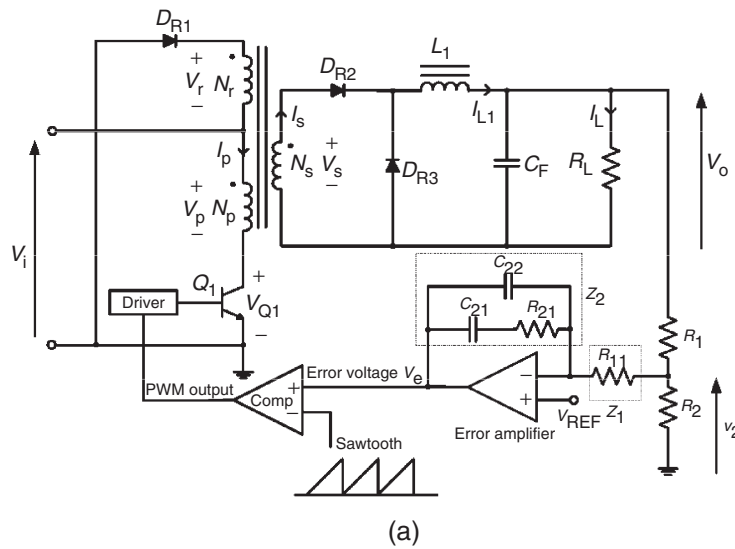 DR1
L1
DR2
+
Vr
−
Nr
Is
IL1
IL
Ip
+
Vs
−
Ns
DR3
CF
RL
Vo
+
Vp
−
Np
Vi
C22
Z2
Q1
+
VQ1
−
Driver
C21
R21
R1
R11
PWM output
Error voltage Ve
+
Comp
−
−
+
VREF
Z1
R2
v2
Sawtooth
Error amplifier
(a)